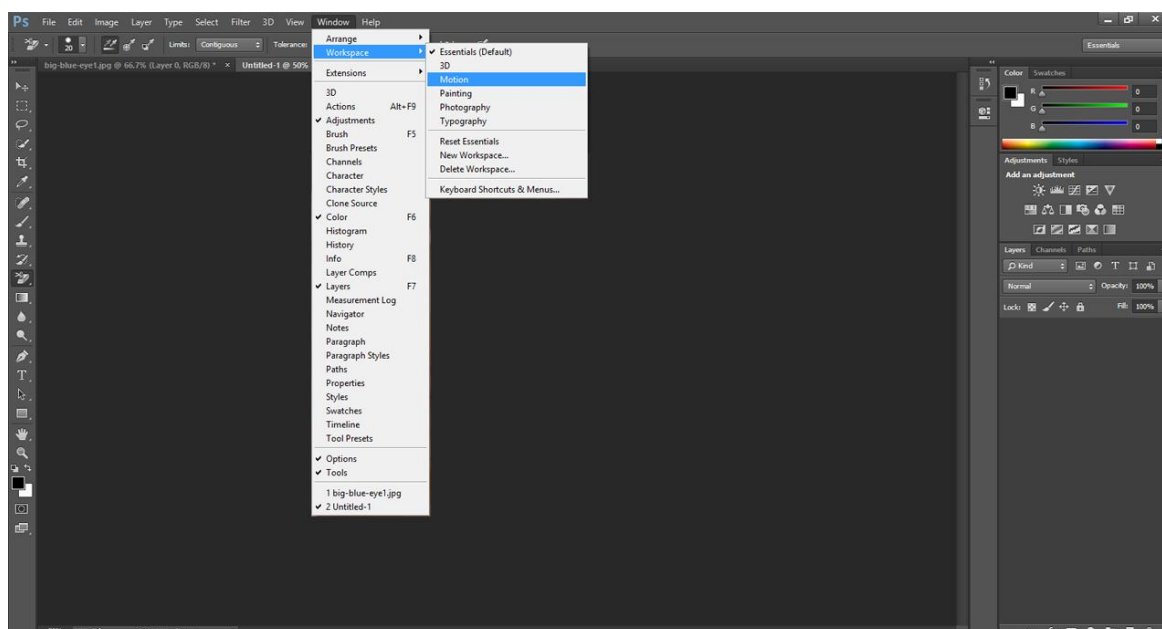 Ps File Edit Image Layer Type Select Filter 3D View Window Help
20 Limits: Contiguous Tolerance: Essentials
big-blue-eye1.jpg @ 66.7% (Layer 0, RGB/8) * × Untitled-1 @ 50%
Arrange
Workspace
Extensions
3D
Actions Alt+F9
Adjustments
Brush F5
Brush Presets
Channels
Character
Character Styles
Clone Source
Color F6
Histogram
History
Info F8
Layer Comps
Layers F7
Measurement Log
Navigator
Notes
Paragraph
Paragraph Styles
Paths
Properties
Styles
Swatches
Timeline
Tool Presets
Options
Tools
1 big-blue-eye1.jpg
2 Untitled-1
Essentials (Default)
3D
Motion
Painting
Photography
Typography
Reset Essentials
New Workspace...
Delete Workspace...
Keyboard Shortcuts & Menus...
Color Swatches
R 0
G 0
B 0
Adjustments Styles
Add an adjustment
Layers Channels Paths
Kind
Normal Opacity: 100%
Lock: Fill: 100%